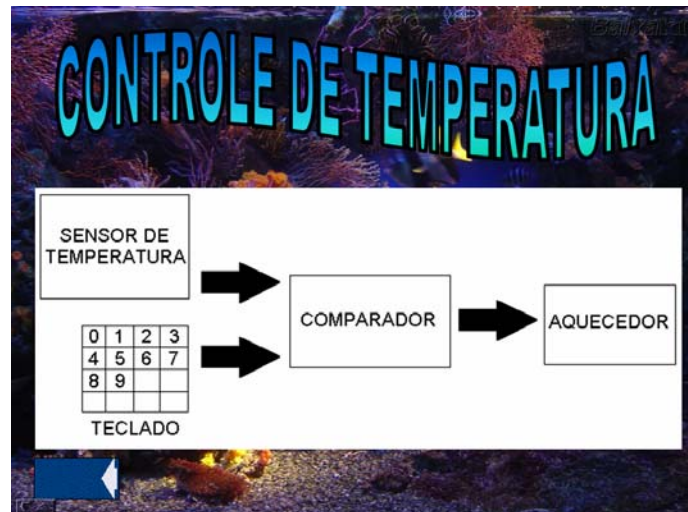 CONTROLE DE TEMPERATURA
SENSOR DE
TEMPERATURA
COMPARADOR
AQUECEDOR
0 1 2 3
4 5 6 7
8 9
TECLADO